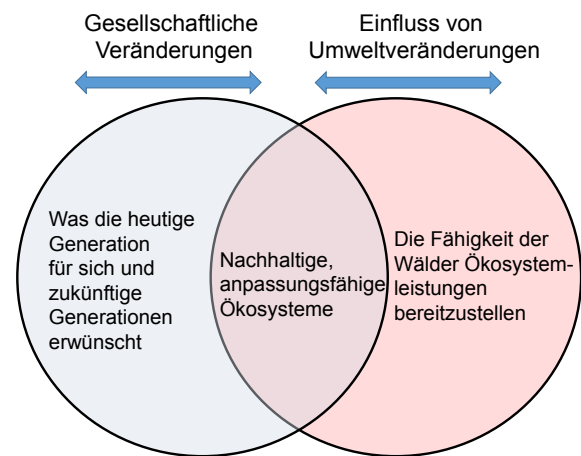 Gesellschaftliche
Veränderungen
Einfluss von
Umweltveränderungen
Was die heutige
Generation
für sich und
zukünftige
Generationen
erwünscht
Nachhaltige,
anpassungsfähige
Ökosysteme
Die Fähigkeit der
Wälder Ökosystem-
leistungen
bereitzustellen